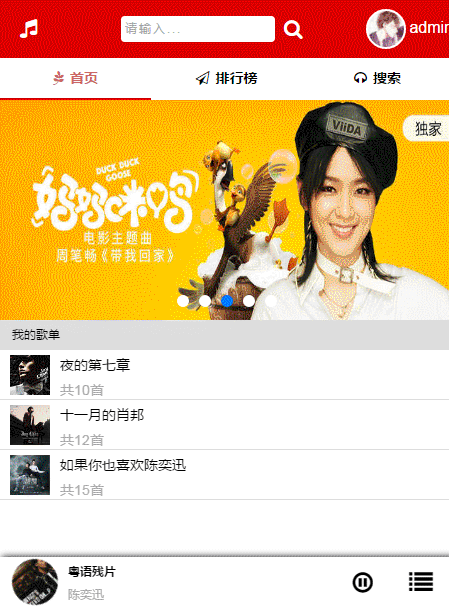 请输入...
admin
首页
排行榜
搜索
ViiDA
独家
DUCK DUCK
GOOSE
妈妈咪鸭
电影主题曲
周笔畅《带我回家》
我的歌单
夜的第七章
共10首
十一月的肖邦
共12首
如果你也喜欢陈奕迅
共15首
粤语残片
陈奕迅